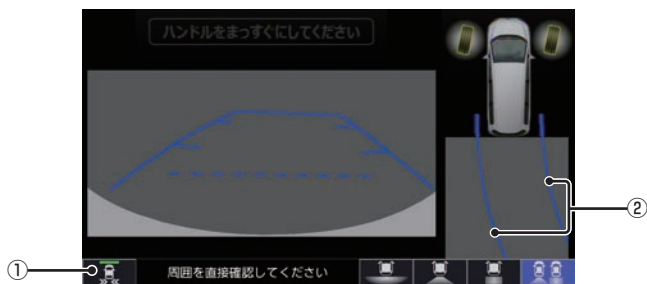 ハンドルをまっすぐにしてください
①
周囲を直接確認してください
②